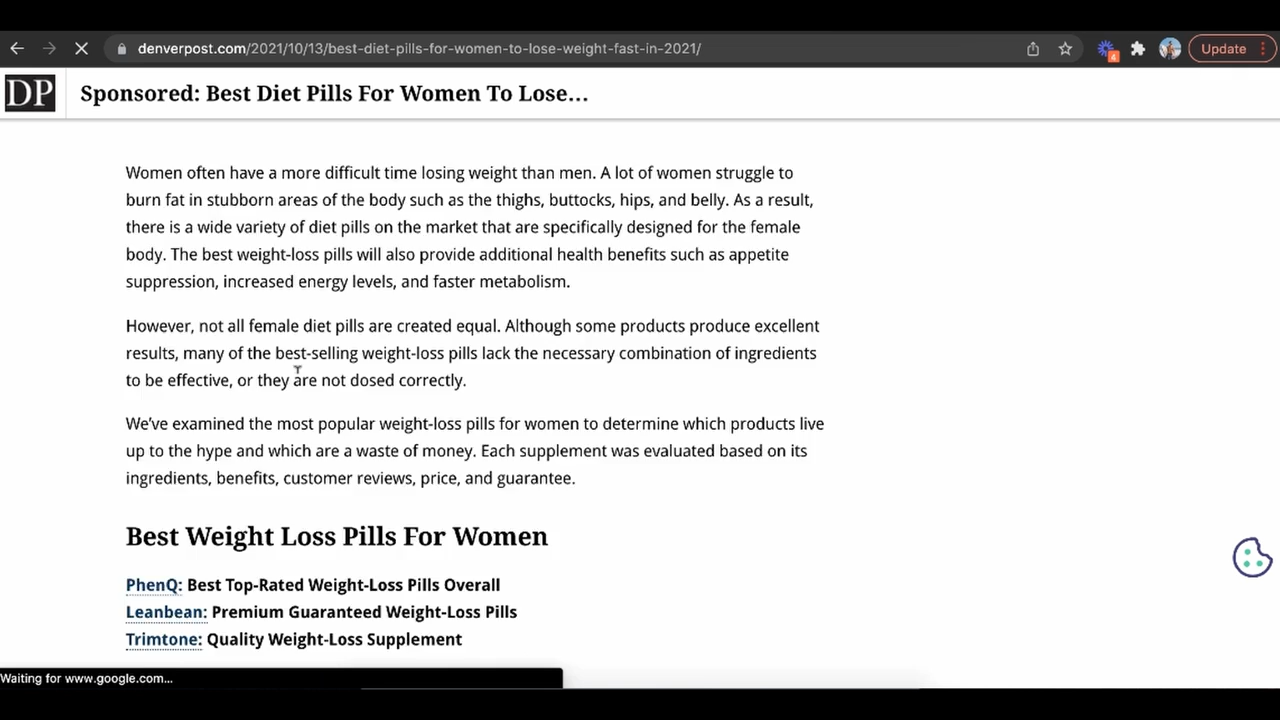 denverpost.com/2021/10/13/best-diet-pills-for-women-to-lose-weight-fast-in-2021/
4
Update
DP
Sponsored: Best Diet Pills For Women To Lose...
Women often have a more difficult time losing weight than men. A lot of women struggle to
burn fat in stubborn areas of the body such as the thighs, buttocks, hips, and belly. As a result,
there is a wide variety of diet pills on the market that are specifically designed for the female
body. The best weight-loss pills will also provide additional health benefits such as appetite
suppression, increased energy levels, and faster metabolism.
However, not all female diet pills are created equal. Although some products produce excellent
results, many of the best-selling weight-loss pills lack the necessary combination of ingredients
to be effective, or they are not dosed correctly.
We’ve examined the most popular weight-loss pills for women to determine which products live
up to the hype and which are a waste of money. Each supplement was evaluated based on its
ingredients, benefits, customer reviews, price, and guarantee.
Best Weight Loss Pills For Women
PhenQ: Best Top-Rated Weight-Loss Pills Overall
Leanbean: Premium Guaranteed Weight-Loss Pills
Trimtone: Quality Weight-Loss Supplement
Waiting for www.google.com...